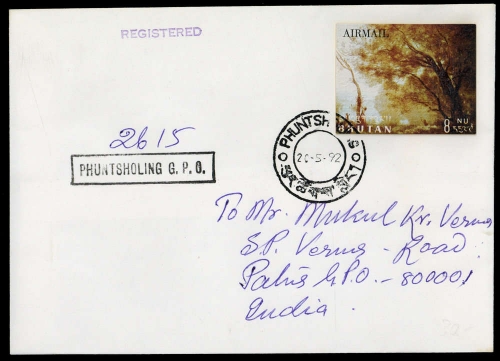 REGISTERED
AIRMAIL
BHUTAN 8 NU
2615
PHUNTSHOLING G.P.O.
PHUNTSH
20-5-92
To Mr. Mukul Kr. Verma
S.P. Verma - Road.
Patna G.P.O. - 800001
India.